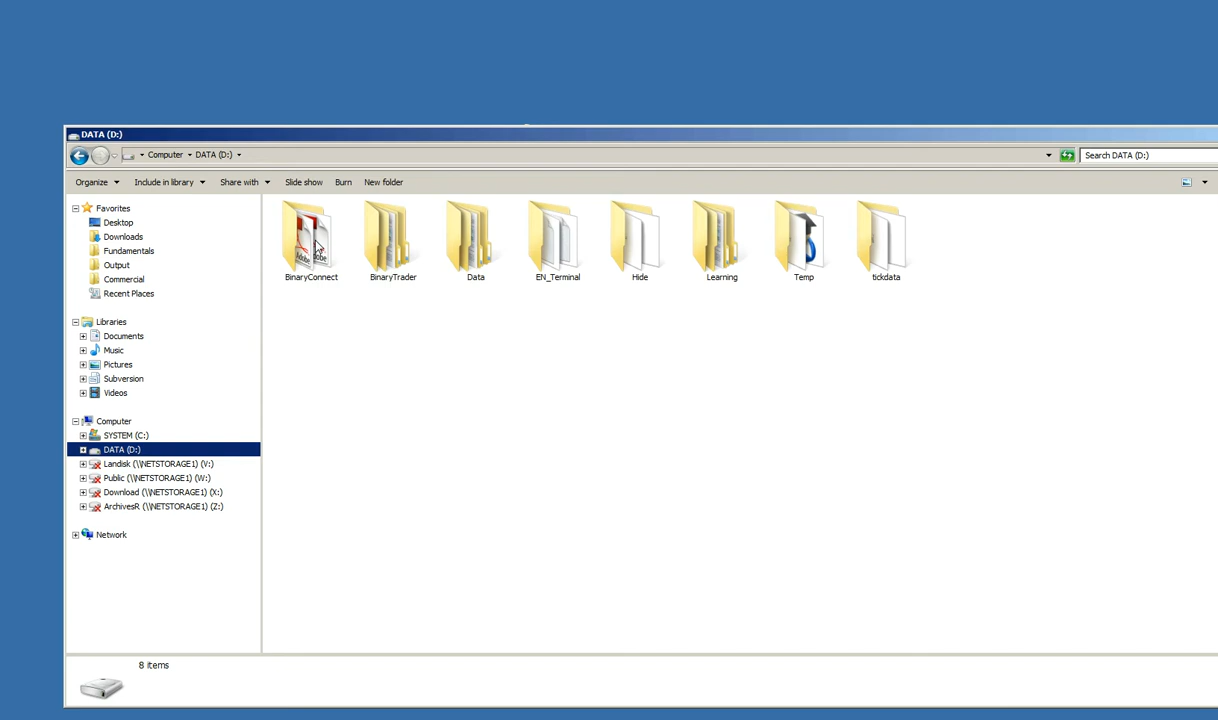 DATA (D:)
Computer DATA (D:)
Search DATA (D:)
Organize Include in library Share with Slide show Burn New folder
Favorites
Desktop
Downloads
Fundamentals
Output
Commercial
Recent Places
Libraries
Documents
Music
Pictures
Subversion
Videos
Computer
SYSTEM (C:)
DATA (D:)
Landisk (\\NETSTORAGE1) (V:)
Public (\\NETSTORAGE1) (W:)
Download (\\NETSTORAGE1) (X:)
ArchivesR (\\NETSTORAGE1) (Z:)
Network
Adobe
BinaryConnect BinaryTrader Data EN_Terminal Hide Learning Temp tickdata
8 items